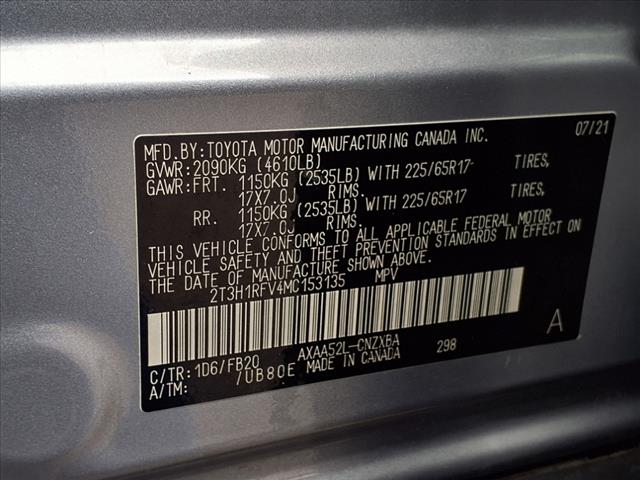 MFD.BY:TOYOTA MOTOR MANUFACTURING CANADA INC. 07/21
GVWR:2090KG (4610LB)
GAWR:FRT. 1150KG (2535LB) WITH 225/65R17 TIRES,
17X7.0J RIMS.
RR. 1150KG (2535LB) WITH 225/65R17 TIRES,
17X7.0J RIMS.
THIS VEHICLE CONFORMS TO ALL APPLICABLE FEDERAL MOTOR
VEHICLE SAFETY AND THEFT PREVENTION STANDARDS IN EFFECT ON
THE DATE OF MANUFACTURE SHOWN ABOVE.
2T3H1RFV4MC153135 MPV
AXAA52L-CNZXBA 298 A
C/TR:1D6/FB20 MADE IN CANADA
A/TM: /UB80E